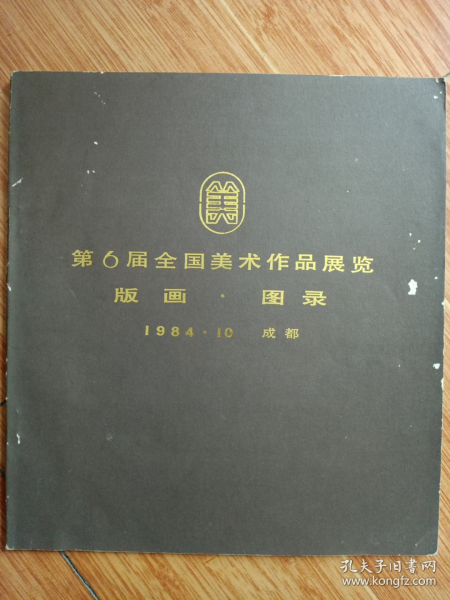 美
第6届全国美术作品展览
版画·图录
1984·10 成都
孔夫子旧书网
www.kongfz.com